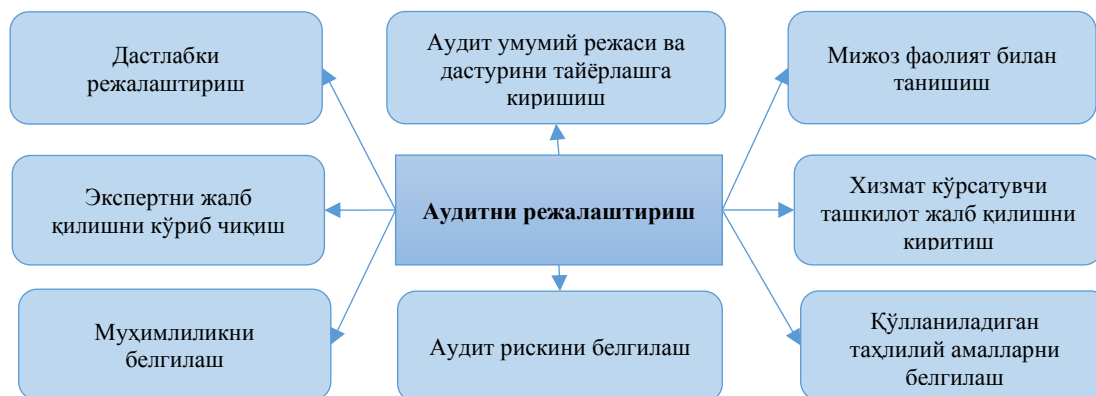 Дастлабки
режалаштириш
Аудит умумий режаси ва
дастурини тайёрлашга
киришиш
Мижоз фаолият билан
танишиш
Экспертни жалб
қилишни кўриб чиқиш
Аудитни режалаштириш
Хизмат кўрсатувчи
ташкилот жалб қилишни
киритиш
Муҳимлиликни
белгилаш
Аудит рискини белгилаш
Қўлланиладиган
таҳлилий амалларни
белгилаш